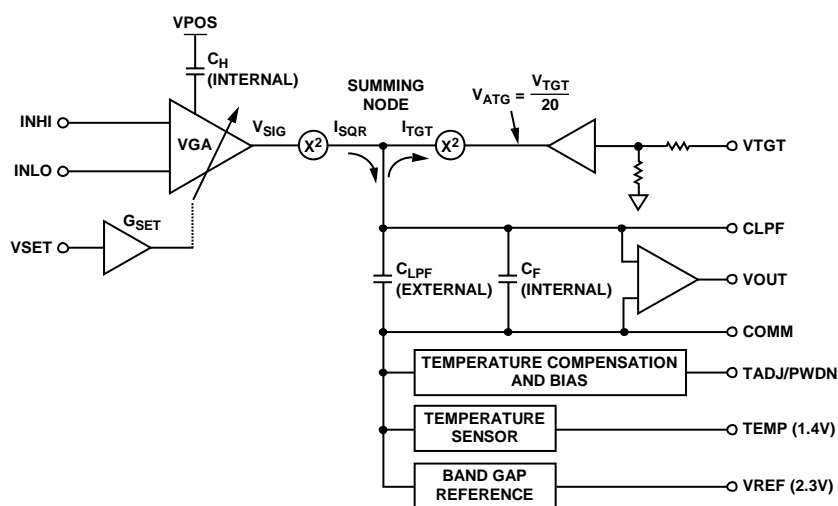 VPOS
C_H
(INTERNAL)
SUMMING
NODE
V_ATG = V_TGT
20
INHI
VGA
V_SIG
X²
I_SQR
I_TGT
X²
VTGT
INLO
G_SET
VSET
CLPF
C_LPF
(EXTERNAL)
C_F
(INTERNAL)
VOUT
COMM
TEMPERATURE COMPENSATION
AND BIAS
TADJ/PWDN
TEMPERATURE
SENSOR
TEMP (1.4V)
BAND GAP
REFERENCE
VREF (2.3V)